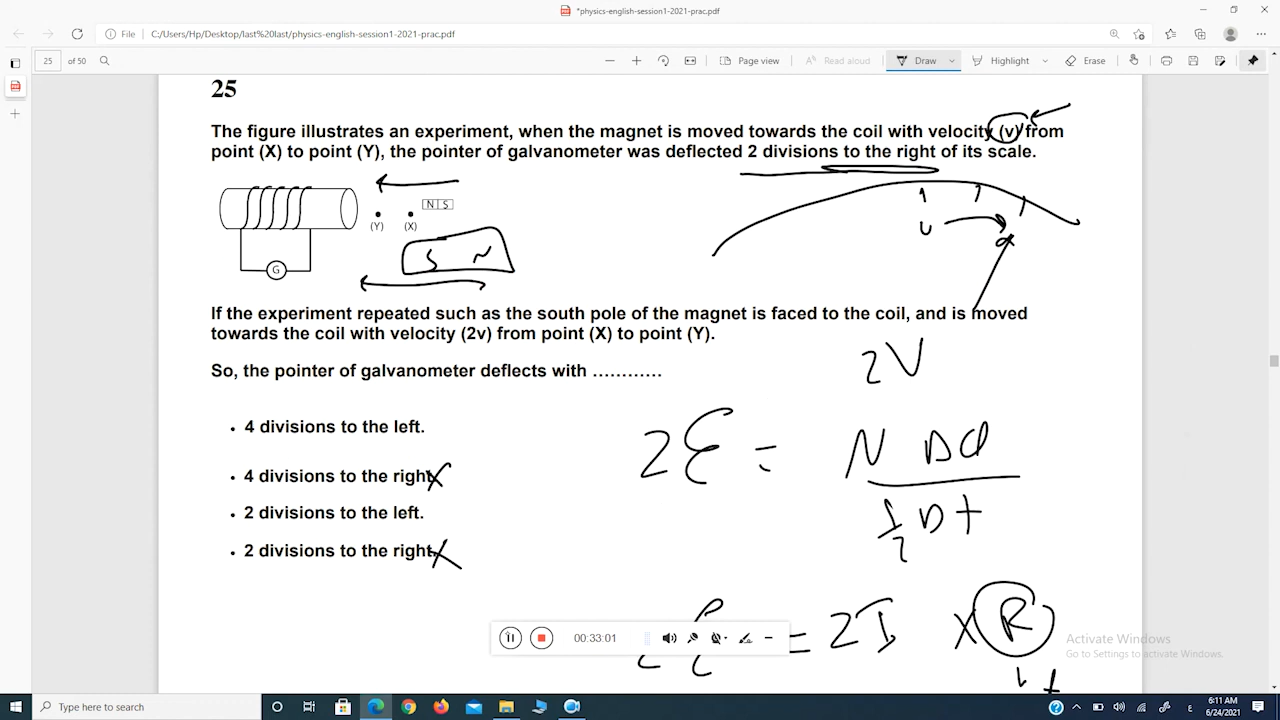 *physics-english-session1-2021-prac.pdf
File C:/Users/Hp/Desktop/last%20last/physics-english-session1-2021-prac.pdf
25 of 50 Page view Read aloud Draw Highlight Erase
25
The figure illustrates an experiment, when the magnet is moved towards the coil with velocity (v) from
point (X) to point (Y), the pointer of galvanometer was deflected 2 divisions to the right of its scale.
N S
(Y) (X)
S N
G
If the experiment repeated such as the south pole of the magnet is faced to the coil, and is moved
towards the coil with velocity (2v) from point (X) to point (Y).
2V
So, the pointer of galvanometer deflects with ............
• 4 divisions to the left.
• 4 divisions to the right.
• 2 divisions to the left.
• 2 divisions to the right.
2ε = N Δφ
1/2 Δt
= 2I x R
00:33:01
Activate Windows
Go to Settings to activate Windows.
Type here to search
6:11 AM
6/24/2021